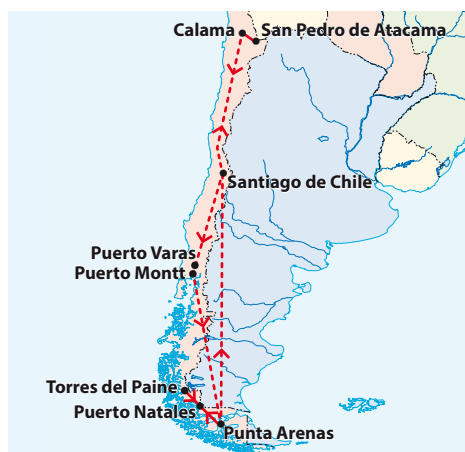 Calama
San Pedro de Atacama
Santiago de Chile
Puerto Varas
Puerto Montt
Torres del Paine
Puerto Natales
Punta Arenas